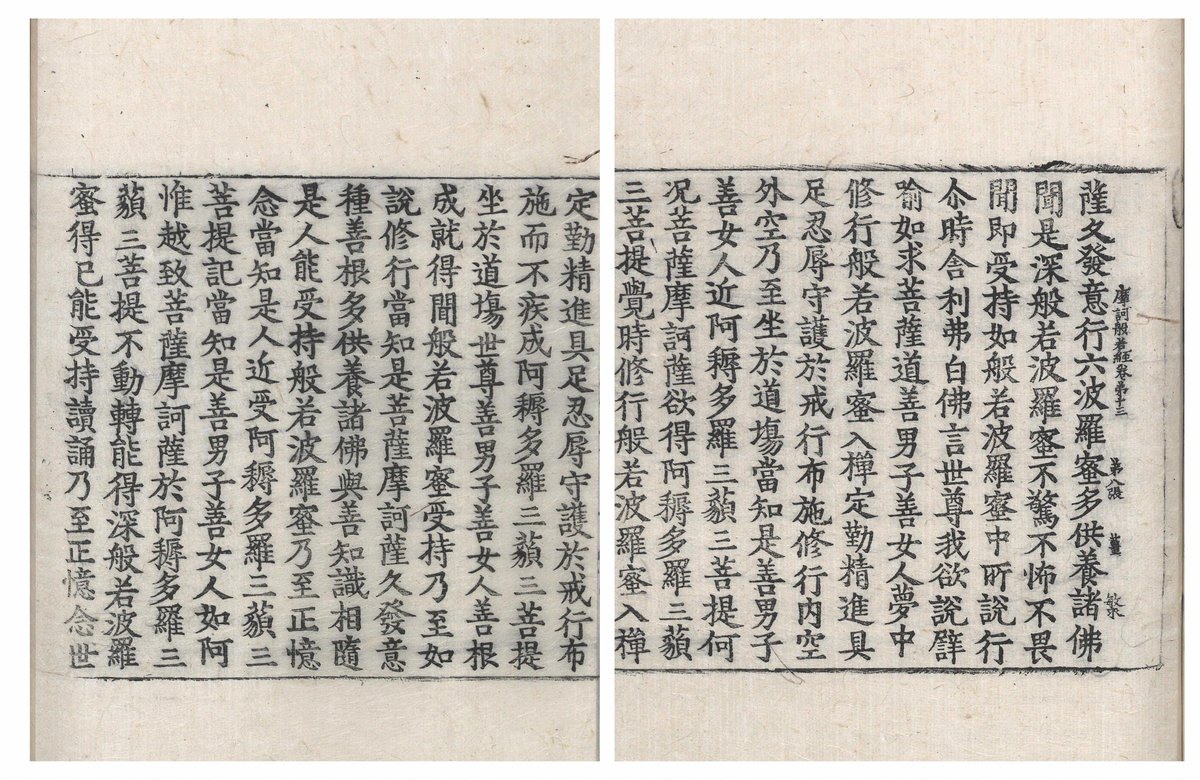 摩訶般若經卷第十三　第八張　薑　
薩久發意行六波羅蜜多供養諸佛
聞是深般若波羅蜜不驚不怖不畏
聞即受持如般若波羅蜜中所說行
尒時舍利弗白佛言世尊我欲說譬
喻如求菩薩道善男子善女人夢中
修行般若波羅蜜入禪定勤精進具
足忍辱守護於戒行布施修行內空
外空乃至坐於道場當知是善男子
善女人近阿耨多羅三藐三菩提何
况菩薩摩訶薩欲得阿耨多羅三藐
三菩提覺時修行般若波羅蜜入禪
定勤精進具足忍辱守護於戒行布
施而不疾成阿耨多羅三藐三菩提
坐於道場世尊善男子善女人善根
成就得聞般若波羅蜜受持乃至如
說修行當知是菩薩摩訶薩久發意
種善根多供養諸佛與善知識相隨
是人能受持般若波羅蜜乃至正憶
念當知是人近受阿耨多羅三藐三
菩提記當知是善男子善女人如阿
惟越致菩薩摩訶薩於阿耨多羅三
藐三菩提不動轉能得深般若波羅
蜜得已能受持讀誦乃至正憶念世